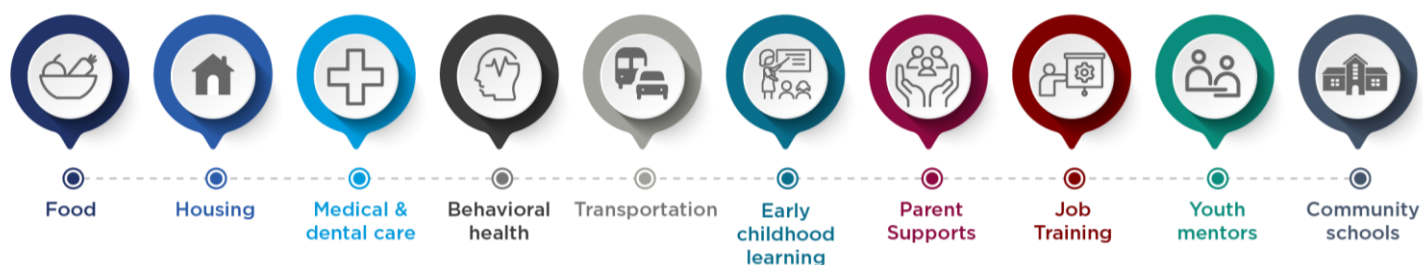 Food
Housing
Medical &
dental care
Behavioral
health
Transportation
Early
childhood
learning
Parent
Supports
Job
Training
Youth
mentors
Community
schools